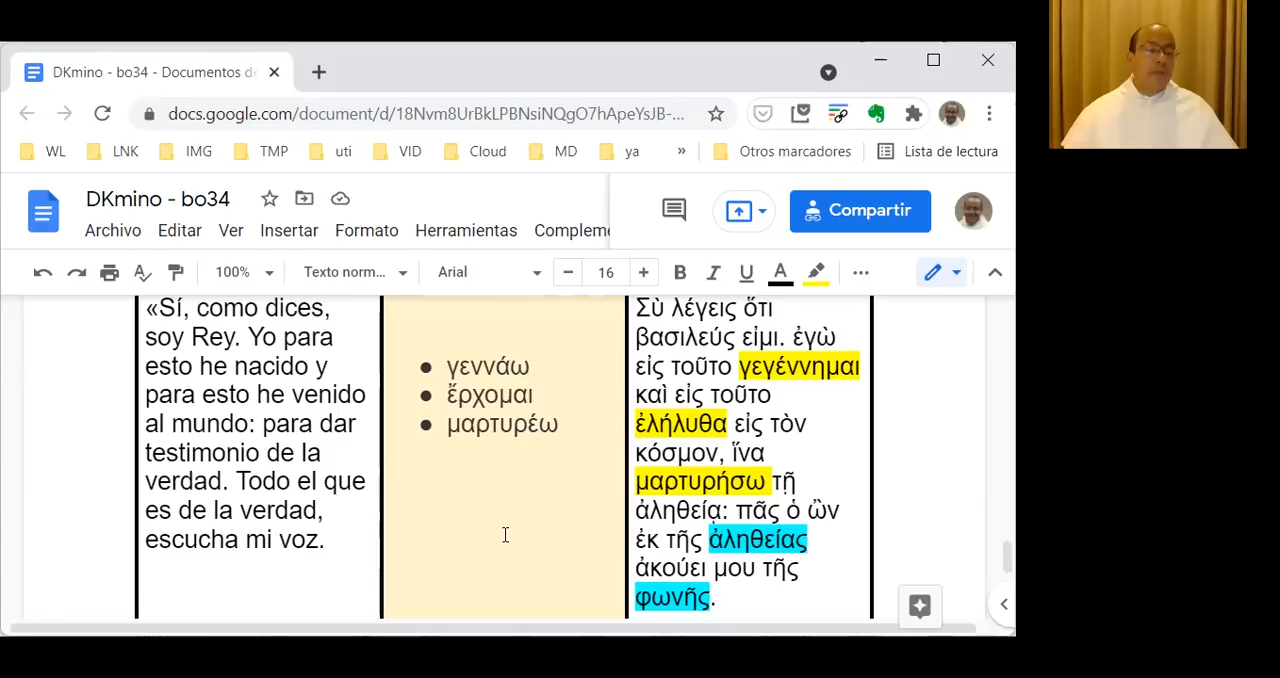 DKmino - bo34 - Documentos de
docs.google.com/document/d/18Nvm8UrBkLPBNsiNQgO7hApeYsJB-...
WL LNK IMG TMP uti VID Cloud MD ya » Otros marcadores Lista de lectura
DKmino - bo34
Compartir
Archivo Editar Ver Insertar Formato Herramientas Compleme
100% Texto norm... Arial 16 B I U A
«Sí, como dices,
soy Rey. Yo para
esto he nacido y
para esto he venido
al mundo: para dar
testimonio de la
verdad. Todo el que
es de la verdad,
escucha mi voz.
● γεννάω
● ἔρχομαι
● μαρτυρέω
Σὺ λέγεις ὅτι
βασιλεύς εἰμι. ἐγὼ
εἰς τοῦτο γεγέννημαι
καὶ εἰς τοῦτο
ἐλήλυθα εἰς τὸν
κόσμον, ἵνα
μαρτυρήσω τῇ
ἀληθείᾳ: πᾶς ὁ ὢν
ἐκ τῆς ἀληθείας
ἀκούει μου τῆς
φωνῆς.